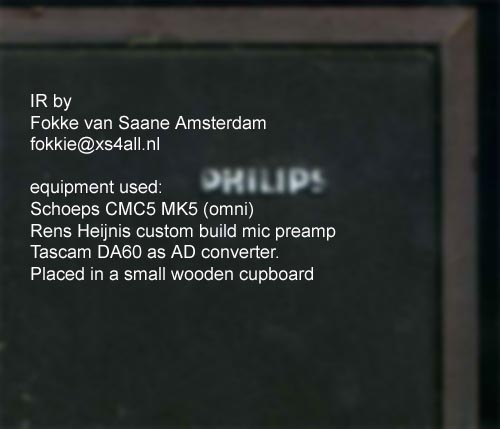 IR by
Fokke van Saane Amsterdam
fokkie@xs4all.nl
PHILIPS
equipment used:
Schoeps CMC5 MK5 (omni)
Rens Heijnis custom build mic preamp
Tascam DA60 as AD converter.
Placed in a small wooden cupboard